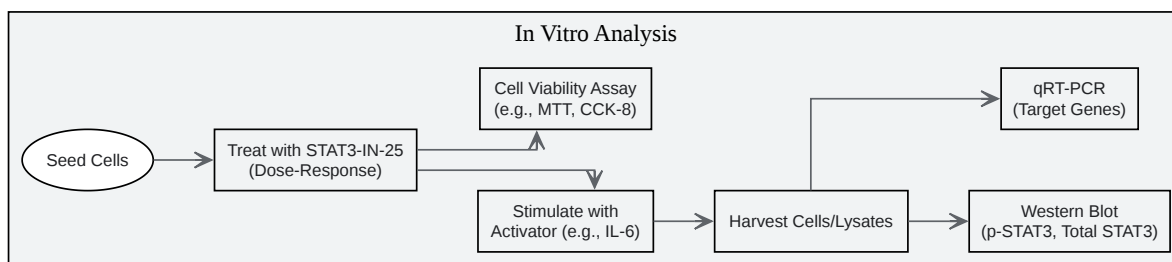 In Vitro Analysis
Cell Viability Assay
(e.g., MTT, CCK-8)
qRT-PCR
(Target Genes)
Seed Cells
Treat with STAT3-IN-25
(Dose-Response)
Stimulate with
Activator (e.g., IL-6)
Harvest Cells/Lysates
Western Blot
(p-STAT3, Total STAT3)